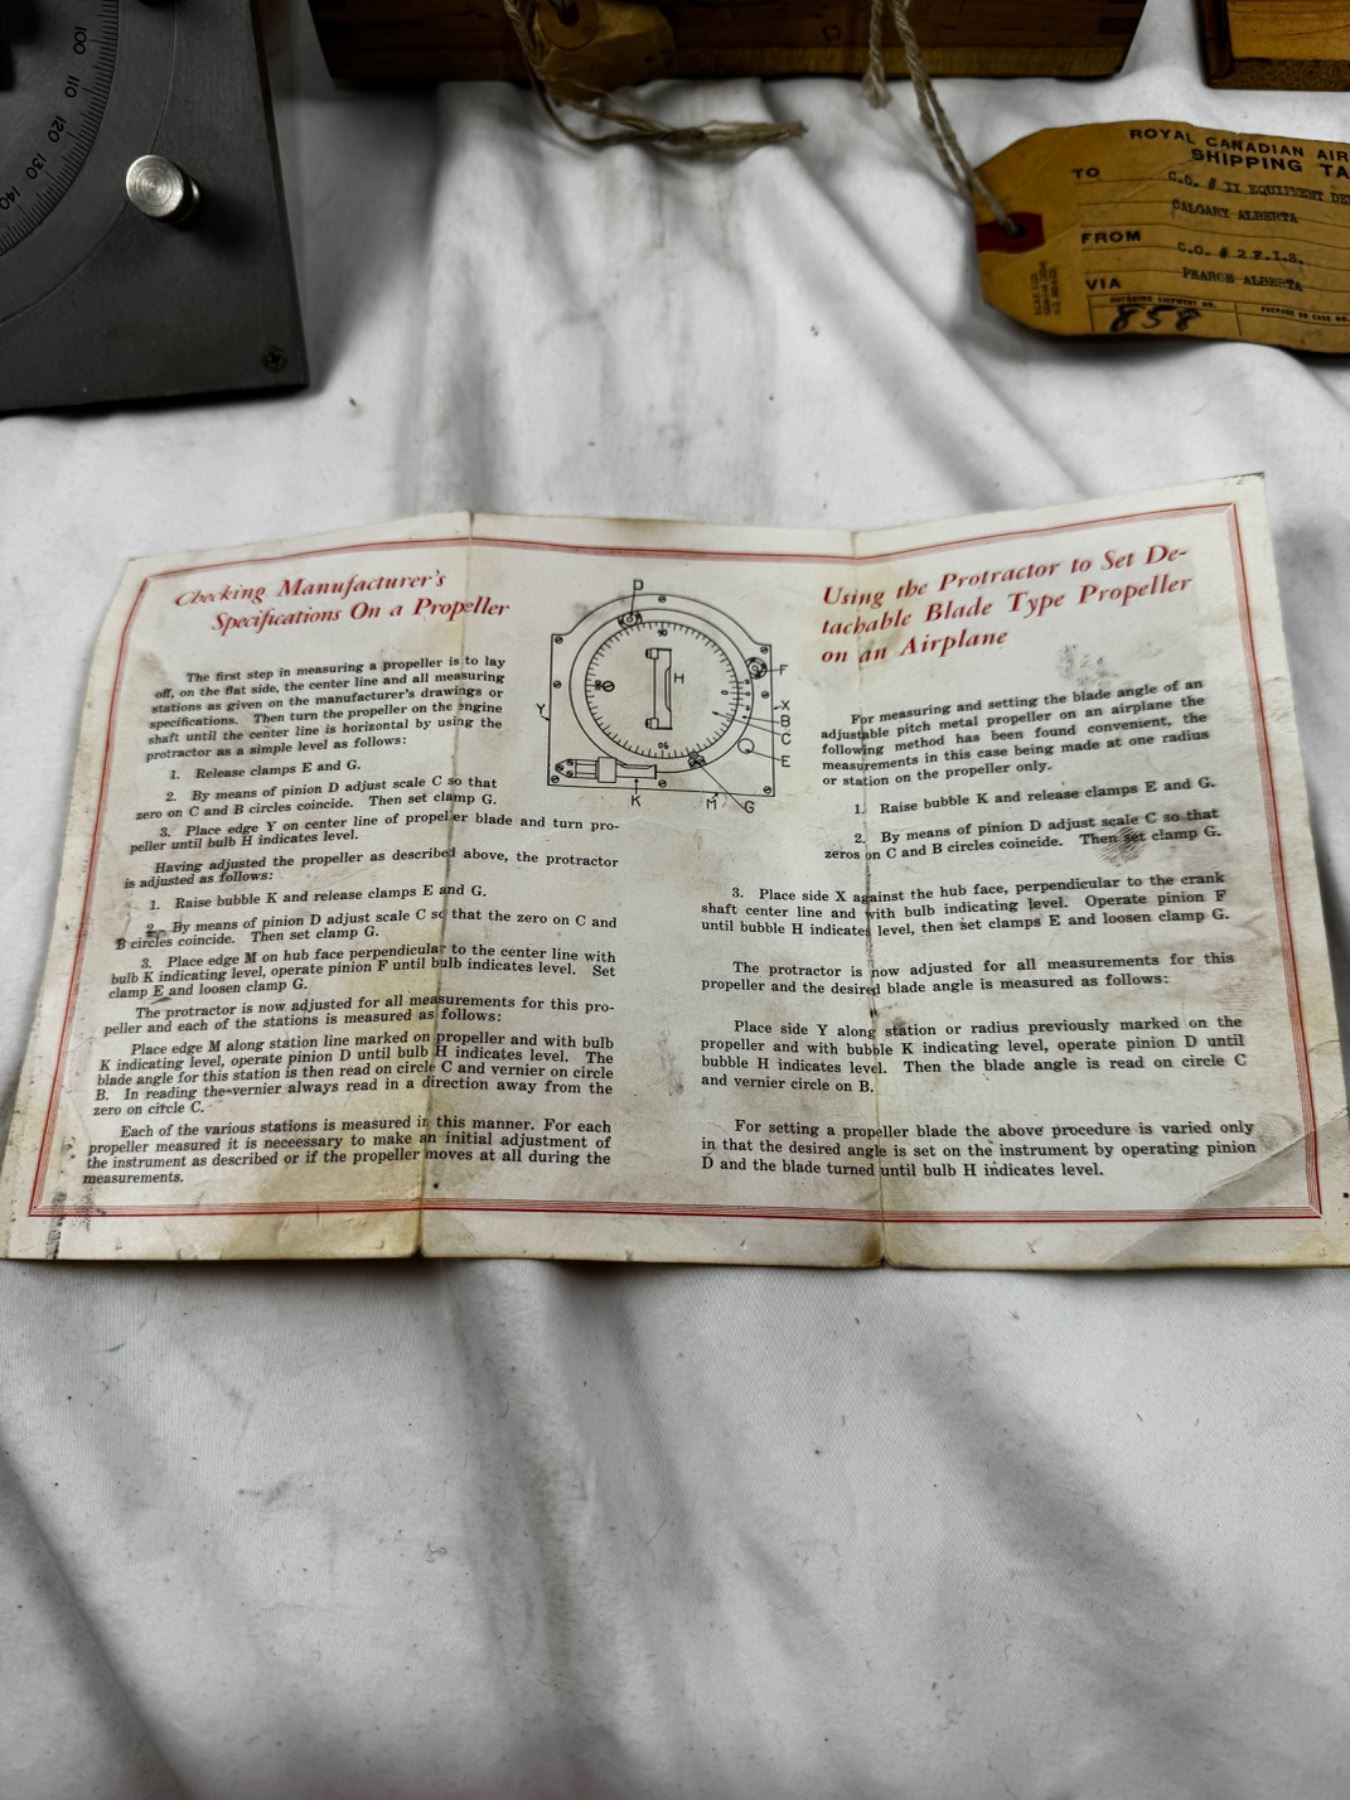 100
110
120
130
140
ROYAL CANADIAN AIR
SHIPPING TA
TO
C.O. # II EQUIPMENT DE
CALGARY ALBERTA
FROM
C.O. # 2 F.I.S.
PEARCE ALBERTA
VIA
OUTGOING SHIPMENT NO.
PACKAGE OR CASE NO.
858
Checking Manufacturer's
Specifications On a Propeller
The first step in measuring a propeller is to lay
off, on the flat side, the center line and all measuring
stations as given on the manufacturer's drawings or
specifications. Then turn the propeller on the engine
shaft until the center line is horizontal by using the
protractor as a simple level as follows:
1. Release clamps E and G.
2. By means of pinion D adjust scale C so that
zero on C and B circles coincide. Then set clamp G.
3. Place edge Y on center line of propeller blade and turn pro-
peller until bulb H indicates level.
Having adjusted the propeller as described above, the protractor
is adjusted as follows:
1. Raise bubble K and release clamps E and G.
2. By means of pinion D adjust scale C so that the zero on C and
B circles coincide. Then set clamp G.
3. Place edge M on hub face perpendicular to the center line with
bulb K indicating level, operate pinion F until bulb indicates level. Set
clamp E and loosen clamp G.
The protractor is now adjusted for all measurements for this pro-
peller and each of the stations is measured as follows:
Place edge M along station line marked on propeller and with bulb
K indicating level, operate pinion D until bulb H indicates level. The
blade angle for this station is then read on circle C and vernier on circle
B. In reading the vernier always read in a direction away from the
zero on circle C.
Each of the various stations is measured in this manner. For each
propeller measured it is neceessary to make an initial adjustment of
the instrument as described or if the propeller moves at all during the
measurements.
D
H
F
Y
X
B
C
E
K
M
G
90
Using the Protractor to Set De-
tachable Blade Type Propeller
on an Airplane
For measuring and setting the blade angle of an
adjustable pitch metal propeller on an airplane the
following method has been found convenient, the
measurements in this case being made at one radius
or station on the propeller only.
1. Raise bubble K and release clamps E and G.
2. By means of pinion D adjust scale C so that
zeros on C and B circles coincide. Then set clamp G.
3. Place side X against the hub face, perpendicular to the crank
shaft center line and with bulb indicating level. Operate pinion F
until bubble H indicates level, then set clamps E and loosen clamp G.
The protractor is now adjusted for all measurements for this
propeller and the desired blade angle is measured as follows:
Place side Y along station or radius previously marked on the
propeller and with bubble K indicating level, operate pinion D until
bubble H indicates level. Then the blade angle is read on circle C
and vernier circle on B.
For setting a propeller blade the above procedure is varied only
in that the desired angle is set on the instrument by operating pinion
D and the blade turned until bulb H indicates level.